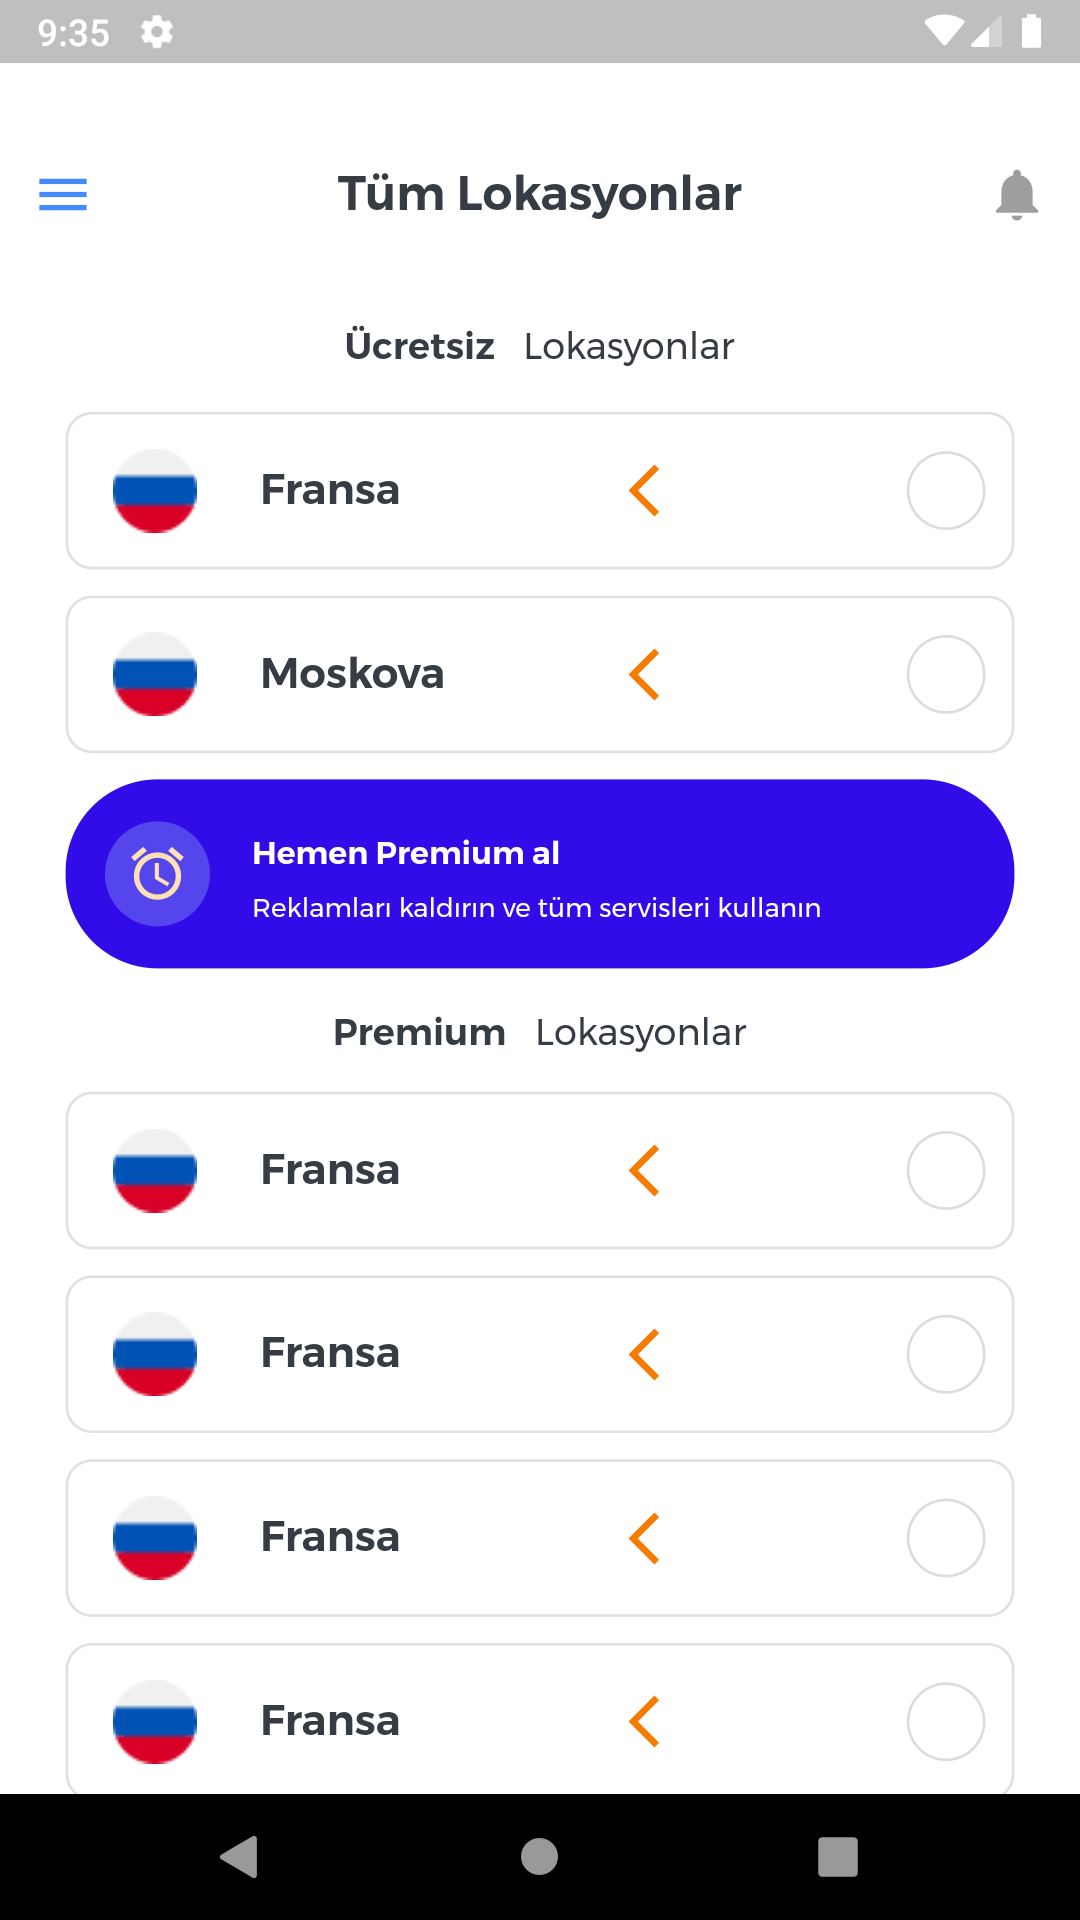 9:35
Tüm Lokasyonlar
Ücretsiz Lokasyonlar
Fransa
Moskova
Hemen Premium al
Reklamları kaldırın ve tüm servisleri kullanın
Premium Lokasyonlar
Fransa
Fransa
Fransa
Fransa